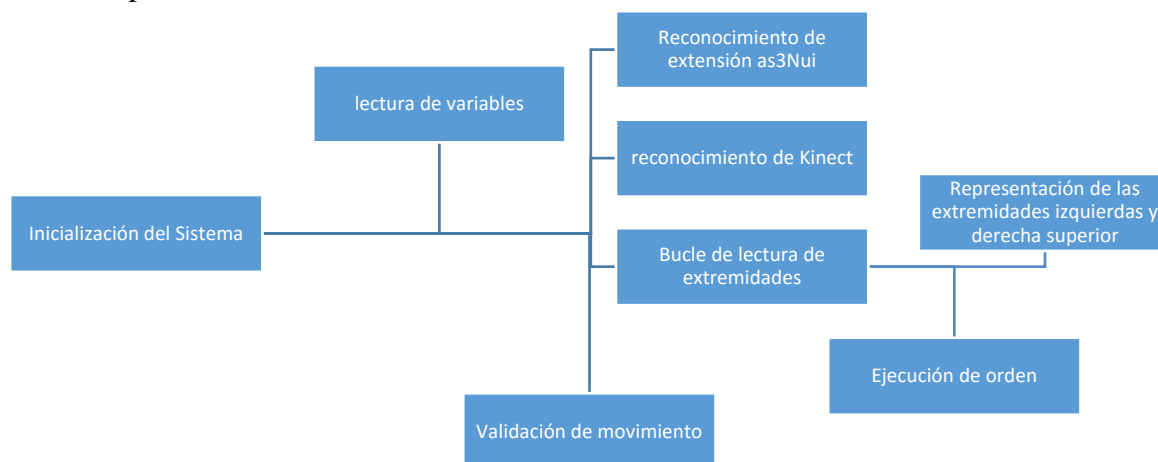 Reconocimiento de
extensión as3Nui
lectura de variables
reconocimiento de Kinect
Representación de las
extremidades izquierdas y
derecha superior
Inicialización del Sistema
Bucle de lectura de
extremidades
Ejecución de orden
Validación de movimiento